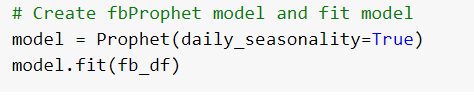 # Create fbProphet model and fit model
model = Prophet(daily_seasonality=True)
model.fit(fb_df)